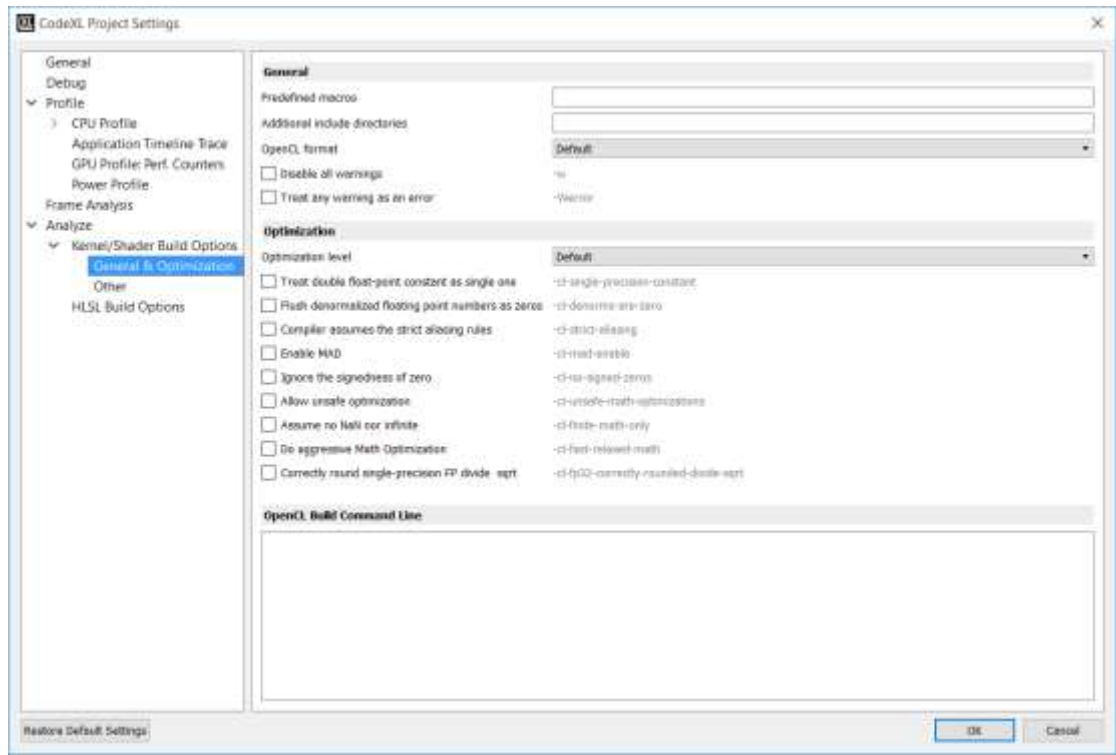 CodeXL Project Settings
General
Debug
Profile
CPU Profile
Application Timeline Trace
GPU Profile: Perf. Counters
Power Profile
Frame Analysis
Analyze
Kernel/Shader Build Options
General & Optimization
Other
HLSL Build Options
General
Predefined macros
Additional include directories
OpenCL format Default
Disable all warnings -w
Treat any warning as an error -Werror
Optimization
Optimization level Default
Treat double float-point constant as single one -cl-single-precision-constant
Flush denormalized floating point numbers as zeros -cl-denorms-are-zero
Compiler assumes the strict aliasing rules -cl-strict-aliasing
Enable MAD -cl-mad-enable
Ignore the signedness of zero -cl-no-signed-zeros
Allow unsafe optimization -cl-unsafe-math-optimizations
Assume no NaN nor infinite -cl-finite-math-only
Do aggressive Math Optimization -cl-fast-relaxed-math
Correctly round single-precision FP divide sqrt -cl-fp32-correctly-rounded-divide-sqrt
OpenCL Build Command Line
Restore Default Settings
OK
Cancel